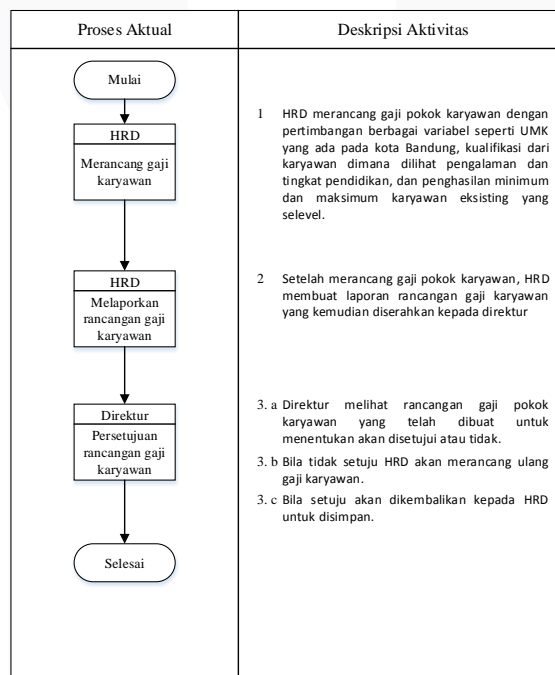 Proses Aktual
Deskripsi Aktivitas
Mulai
HRD
Merancang gaji
karyawan
HRD
Melaporkan
rancangan gaji
karyawan
Direktur
Persetujuan
rancangan gaji
karyawan
Selesai
1 HRD merancang gaji pokok karyawan dengan
pertimbangan berbagai variabel seperti UMK
yang ada pada kota Bandung, kualifikasi dari
karyawan dimana dilihat pengalaman dan
tingkat pendidikan, dan penghasilan minimum
dan maksimum karyawan eksisting yang
selevel.
2 Setelah merancang gaji pokok karyawan, HRD
membuat laporan rancangan gaji karyawan
yang kemudian diserahkan kepada direktur
3. a Direktur melihat rancangan gaji pokok
karyawan yang telah dibuat untuk
menentukan akan disetujui atau tidak.
3. b Bila tidak setuju HRD akan merancang ulang
gaji karyawan.
3. c Bila setuju akan dikembalikan kepada HRD
untuk disimpan.